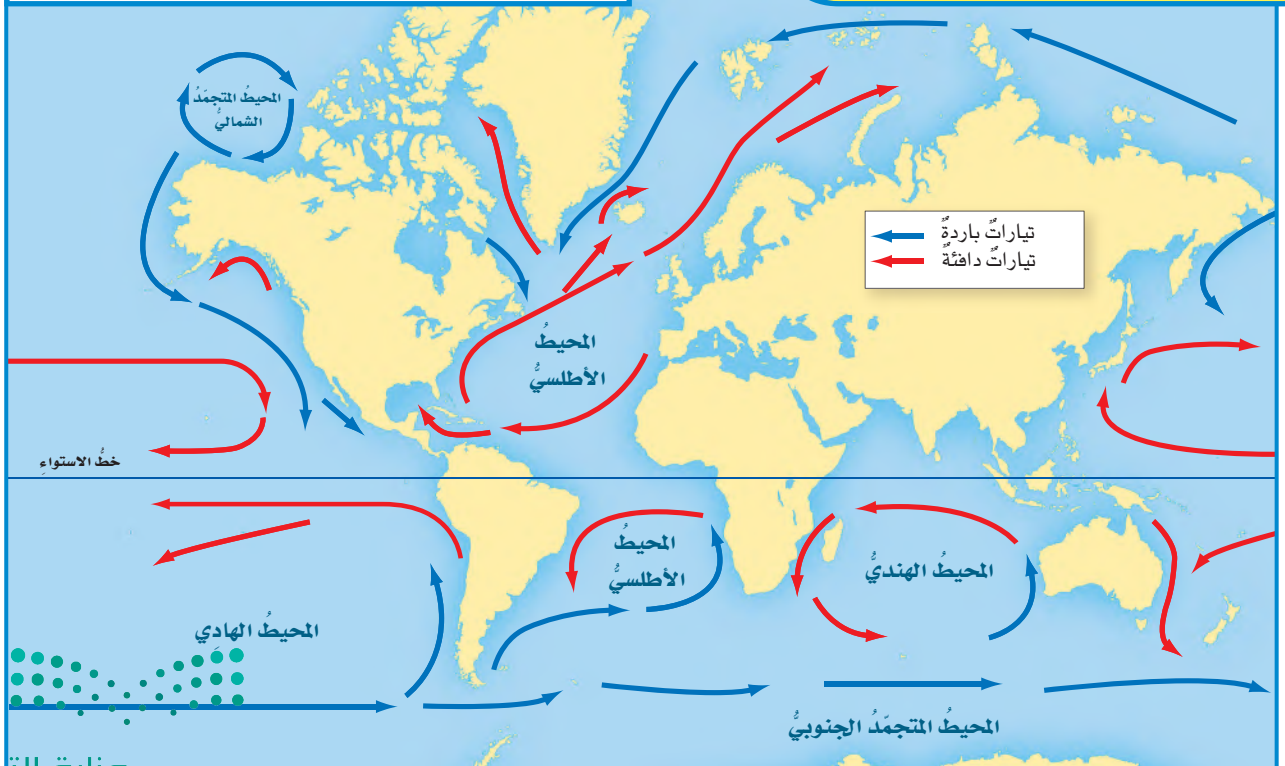 المحيطُ المتجمّدُ
الشماليُّ
تياراتٌ باردةٌ
تياراتٌ دافئةٌ
المحيطُ
الأطلسيُّ
خطُّ الاستواءِ
المحيطُ
الأطلسيُّ
المحيطُ الهنديُّ
المحيطُ الهادي
المحيطُ المتجمّدُ الجنوبيُّ